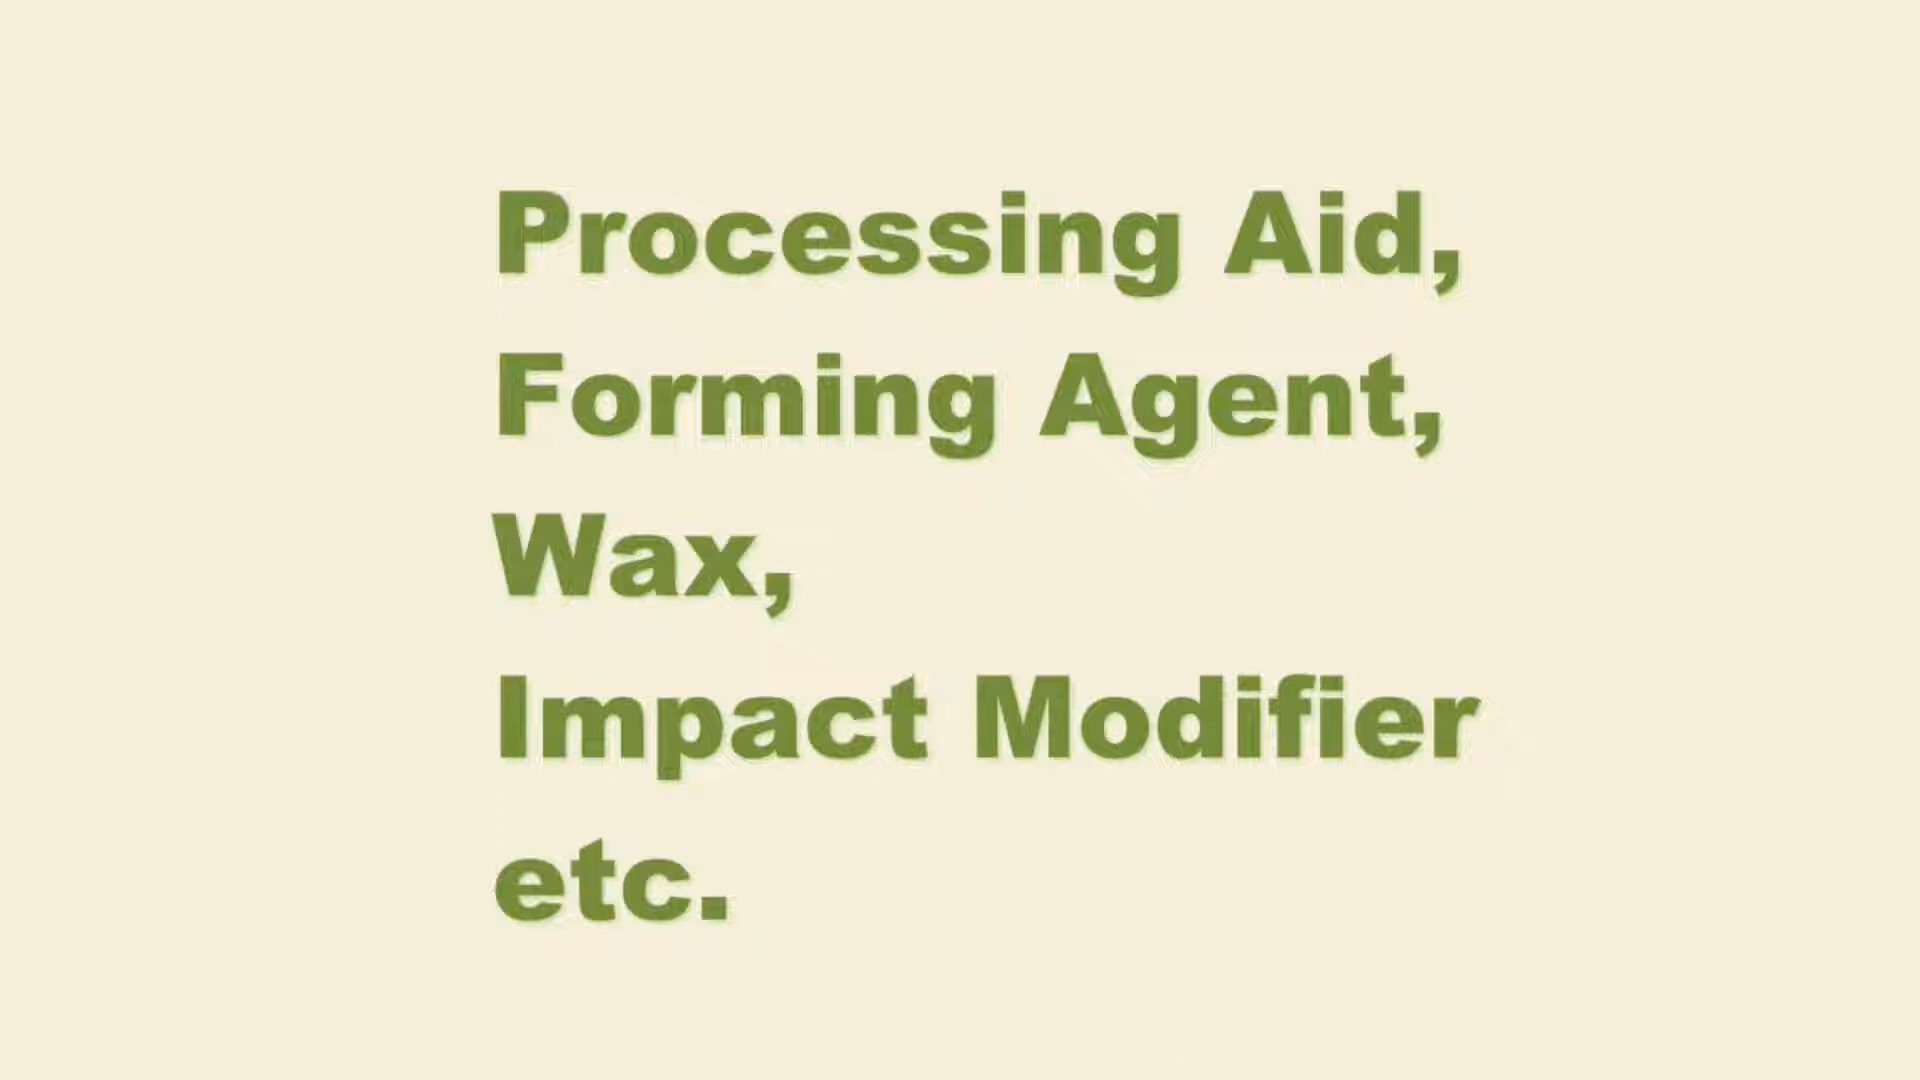 Processing Aid,
Forming Agent,
Wax,
Impact Modifier
etc.